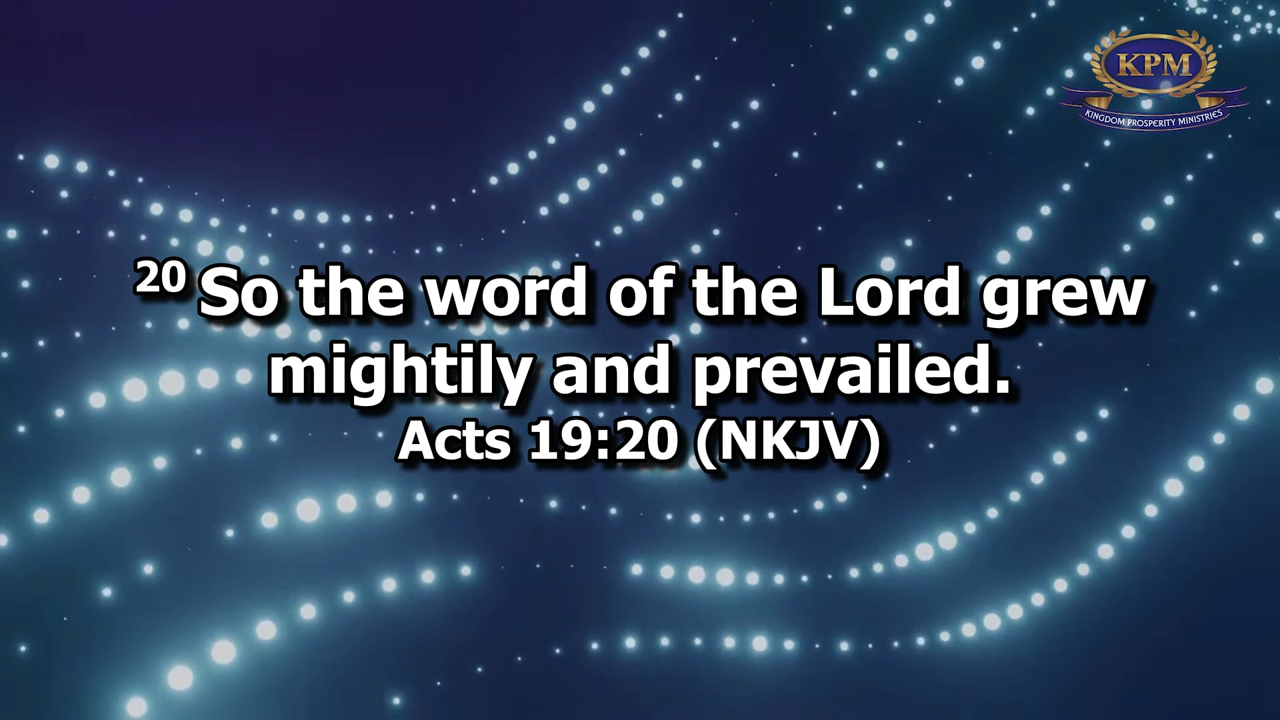 KPM
KINGDOM PROSPERITY MINISTRIES
20 So the word of the Lord grew
mightily and prevailed.
Acts 19:20 (NKJV)